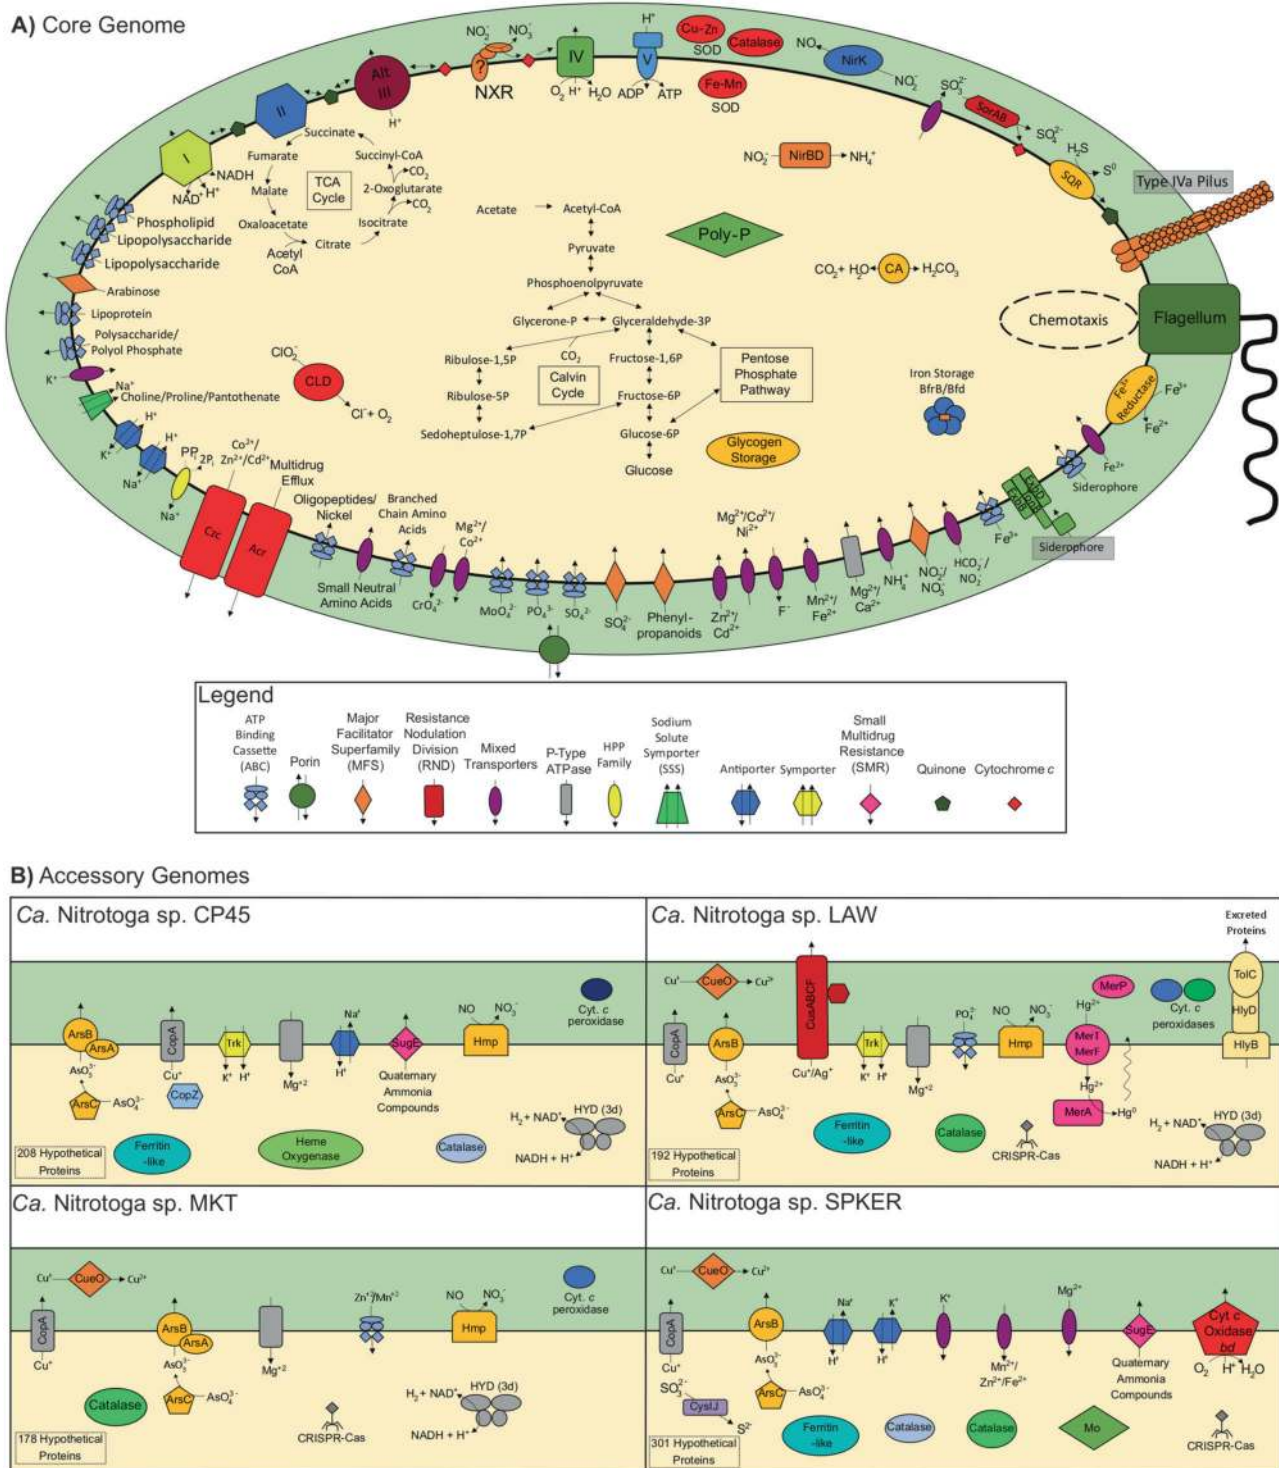 A) Core Genome
NO₂⁻
NO₃⁻
?
NXR
IV
O₂ H⁺ H₂O
H⁺
V
ADP ATP
Cu-Zn
SOD
Catalase
Fe-Mn
SOD
NO
NirK
NO₂⁻
SO₃²⁻
SorAB
SO₄²⁻
H₂S
SQR
S⁰
Type IVa Pilus
Alt
III
H⁺
II
I
NADH
NAD⁺ H⁺
Succinate
Fumarate
Succinyl-CoA
CO₂
Malate
TCA
Cycle
2-Oxoglutarate
CO₂
Oxaloacetate
Isocitrate
Citrate
Acetyl
CoA
NO₂⁻ NirBD NH₄⁺
Acetate
Acetyl-CoA
Pyruvate
Phosphoenolpyruvate
Glycerone-P
Glyceraldehyde-3P
Ribulose-1,5P
CO₂
Fructose-1,6P
Calvin
Cycle
Pentose
Phosphate
Pathway
Ribulose-5P
Fructose-6P
Sedoheptulose-1,7P
Glucose-6P
Glucose
Poly-P
CO₂+ H₂O CA H₂CO₃
Chemotaxis
Flagellum
Iron Storage
BfrB/Bfd
Glycogen
Storage
Fe³⁺
Reductase
Fe³⁺
Fe²⁺
Phospholipid
Lipopolysaccharide
Lipopolysaccharide
Arabinose
Lipoprotein
Polysaccharide/
Polyol Phosphate
K⁺
Na⁺
Choline/Proline/Pantothenate
ClO₂⁻
CLD
Cl⁻+ O₂
H⁺
K⁺
H⁺
Na⁺
PPᵢ 2Pᵢ
Na⁺
Co²⁺/
Zn²⁺/Cd²⁺
Czc
Multidrug
Efflux
Acr
Oligopeptides/
Nickel
Small Neutral
Amino Acids
Branched
Chain Amino
Acids
CrO₄²⁻
Mg²⁺/
Co²⁺
MoO₄²⁻
PO₄³⁻
SO₄²⁻
SO₄²⁻
Phenyl-
propanoids
Mg²⁺/Co²⁺/
Ni²⁺
Zn²⁺/
Cd²⁺
F⁻
Mn²⁺/
Fe²⁺
Mg²⁺/
Ca²⁺
NH₄⁺
NO₂⁻/
NO₃⁻
HCO₃⁻/
NO₂⁻
Fe³⁺
ExbD
ExbB
Siderophore
Siderophore
Fe²⁺
Legend
ATP
Binding
Cassette
(ABC)
Porin
Major
Facilitator
Superfamily
(MFS)
Resistance
Nodulation
Division
(RND)
Mixed
Transporters
P-Type
ATPase
HPP
Family
Sodium
Solute
Symporter
(SSS)
Antiporter
Symporter
Small
Multidrug
Resistance
(SMR)
Quinone
Cytochrome c
B) Accessory Genomes
Ca. Nitrotoga sp. CP45
ArsB
ArsA
AsO₃³⁻
ArsC
AsO₄³⁻
CopA
Cu⁺
CopZ
Trk
K⁺ H⁺
Mg⁺²
Na⁺
H⁺
SugE
Quaternary
Ammonia
Compounds
NO
NO₃⁻
Hmp
Cyt. c
peroxidase
H₂ + NAD⁺
HYD (3d)
NADH + H⁺
208 Hypothetical
Proteins
Ferritin
-like
Heme
Oxygenase
Catalase
Ca. Nitrotoga sp. LAW
Cu⁺ CueO Cu²⁺
CopA
Cu⁺
ArsB
AsO₃³⁻
ArsC
AsO₄²⁻
CusABCF
Cu⁺/Ag⁺
Trk
K⁺ H⁺
Mg⁺²
PO₄³⁻
NO
NO₃⁻
Hmp
MerP
Hg²⁺
MerT
MerF
Hg²⁺
MerA
Hg⁰
Cyt. c
peroxidases
Excreted
Proteins
TolC
HlyD
HlyB
H₂ + NAD⁺
HYD (3d)
NADH + H⁺
192 Hypothetical
Proteins
Ferritin
-like
Catalase
CRISPR-Cas
Ca. Nitrotoga sp. MKT
Cu⁺ CueO Cu²⁺
CopA
Cu⁺
ArsB
ArsA
AsO₃³⁻
ArsC
AsO₄³⁻
Mg⁺²
Zn⁺²/Mn⁺²
NO
NO₃⁻
Hmp
Cyt. c
peroxidase
Catalase
CRISPR-Cas
H₂ + NAD⁺
HYD (3d)
NADH + H⁺
178 Hypothetical
Proteins
Ca. Nitrotoga sp. SPKER
Cu⁺ CueO Cu²⁺
CopA
Cu⁺
SO₃²⁻
CysIJ
S²⁻
ArsB
AsO₃³⁻
ArsC
AsO₄³⁻
Na⁺
H⁺
K⁺
H⁺
K⁺
Mn²⁺/
Zn²⁺/Fe²⁺
Mg²⁺
SugE
Quaternary
Ammonia
Compounds
Cyt c
Oxidase
bd
O₂ H⁺ H₂O
301 Hypothetical
Proteins
Ferritin
-like
Catalase
Catalase
Mo
CRISPR-Cas